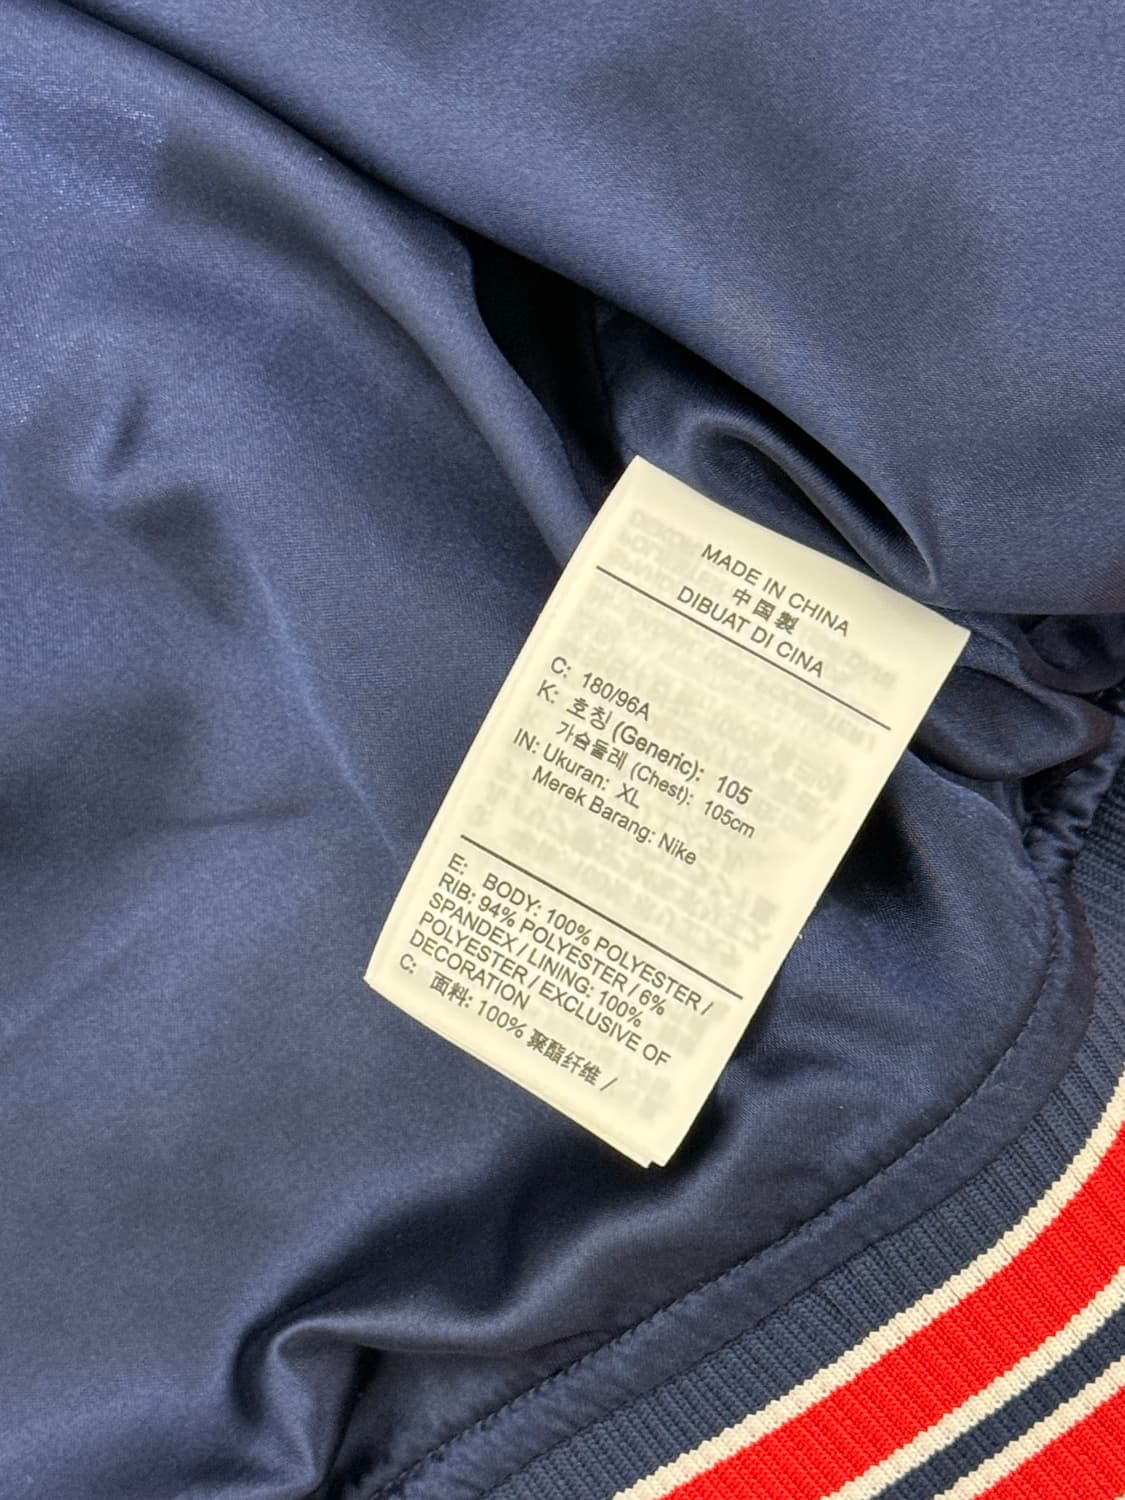 MADE IN CHINA
中国製
DIBUAT DI CINA
C: 180/96A
K: 호칭 (Generic): 105
가슴둘레 (Chest): 105cm
IN: Ukuran: XL
Merek Barang: Nike
E: BODY: 100% POLYESTER /
RIB: 94% POLYESTER / 6%
SPANDEX / LINING: 100%
POLYESTER / EXCLUSIVE OF
DECORATION
C: 面料: 100% 聚酯纤维 /